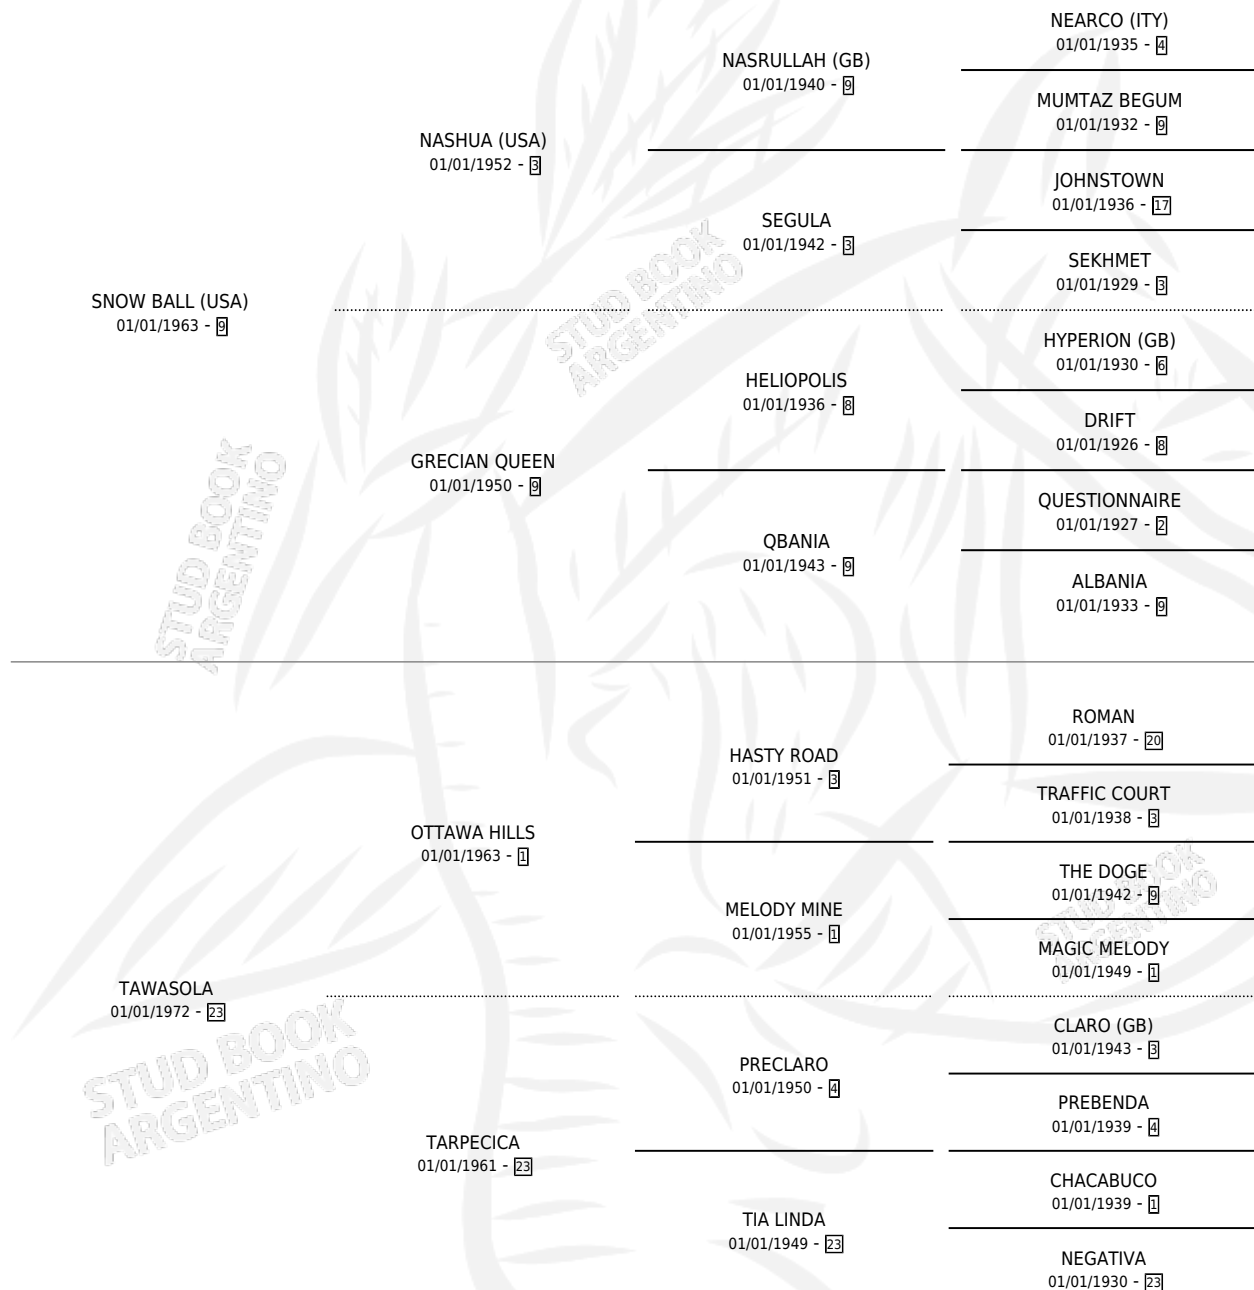 NEARCO (ITY)
01/01/1935 - 4
NASRULLAH (GB)
01/01/1940 - 9
MUMTAZ BEGUM
01/01/1932 - 9
NASHUA (USA)
01/01/1952 - 3
JOHNSTOWN
01/01/1936 - 17
SEGULA
01/01/1942 - 3
SEKHMET
01/01/1929 - 3
SNOW BALL (USA)
01/01/1963 - 9
HYPERION (GB)
01/01/1930 - 6
HELIOPOLIS
01/01/1936 - 8
DRIFT
01/01/1926 - 8
GRECIAN QUEEN
01/01/1950 - 9
QUESTIONNAIRE
01/01/1927 - 2
QBANIA
01/01/1943 - 9
ALBANIA
01/01/1933 - 9
ROMAN
01/01/1937 - 20
HASTY ROAD
01/01/1951 - 3
TRAFFIC COURT
01/01/1938 - 3
OTTAWA HILLS
01/01/1963 - 1
THE DOGE
01/01/1942 - 9
MELODY MINE
01/01/1955 - 1
MAGIC MELODY
01/01/1949 - 1
TAWASOLA
01/01/1972 - 23
CLARO (GB)
01/01/1943 - 3
PRECLARO
01/01/1950 - 4
PREBENDA
01/01/1939 - 4
TARPECICA
01/01/1961 - 23
CHACABUCO
01/01/1939 - 1
TIA LINDA
01/01/1949 - 23
NEGATIVA
01/01/1930 - 23
STUD BOOK
ARGENTINO
STUD BOOK
ARGENTINO
STUD BOOK
ARGENTINO
STUD BOOK
ARGENTINO